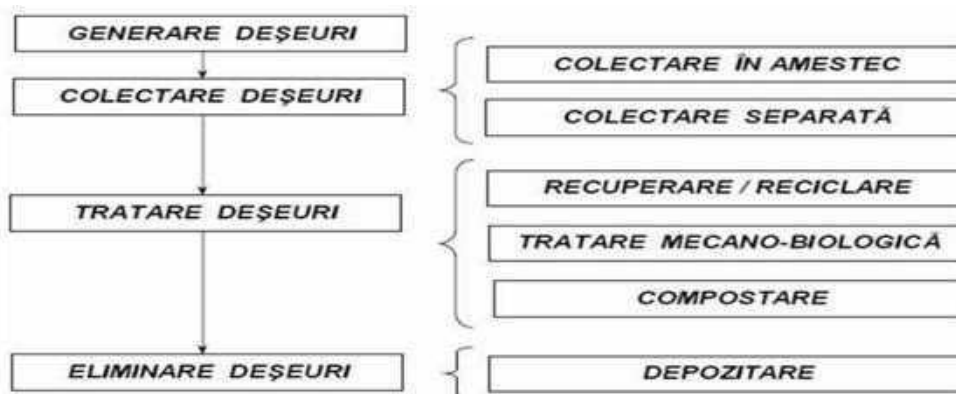 GENERARE DEŞEURI
COLECTARE DEŞEURI
COLECTARE ÎN AMESTEC
COLECTARE SEPARATĂ
TRATARE DEŞEURI
RECUPERARE / RECICLARE
TRATARE MECANO-BIOLOGICĂ
COMPOSTARE
ELIMINARE DEŞEURI
DEPOZITARE